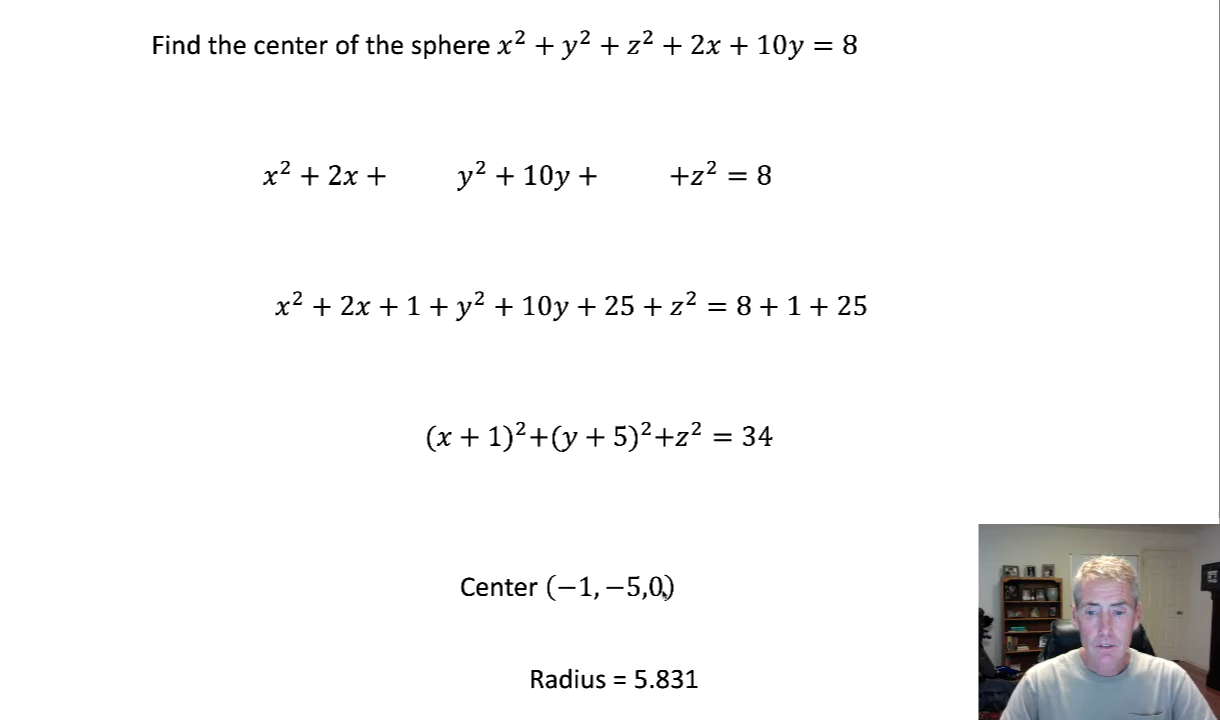 Find the center of the sphere x² + y² + z² + 2x + 10y = 8
x² + 2x + y² + 10y + +z² = 8
x² + 2x + 1 + y² + 10y + 25 + z² = 8 + 1 + 25
(x + 1)²+(y + 5)²+z² = 34
Center (−1, −5,0)
Radius = 5.831